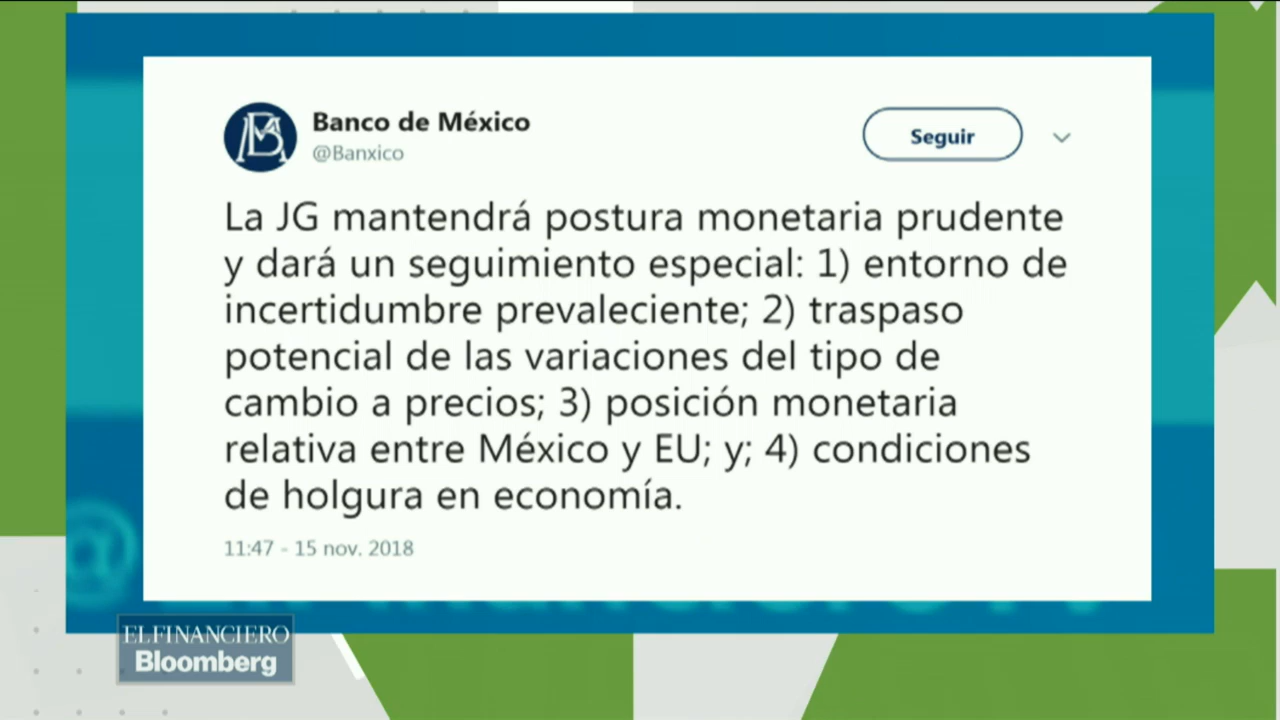 Banco de México
@Banxico
Seguir
La JG mantendrá postura monetaria prudente
y dará un seguimiento especial: 1) entorno de
incertidumbre prevaleciente; 2) traspaso
potencial de las variaciones del tipo de
cambio a precios; 3) posición monetaria
relativa entre México y EU; y; 4) condiciones
de holgura en economía.
11:47 - 15 nov. 2018
EL FINANCIERO
Bloomberg